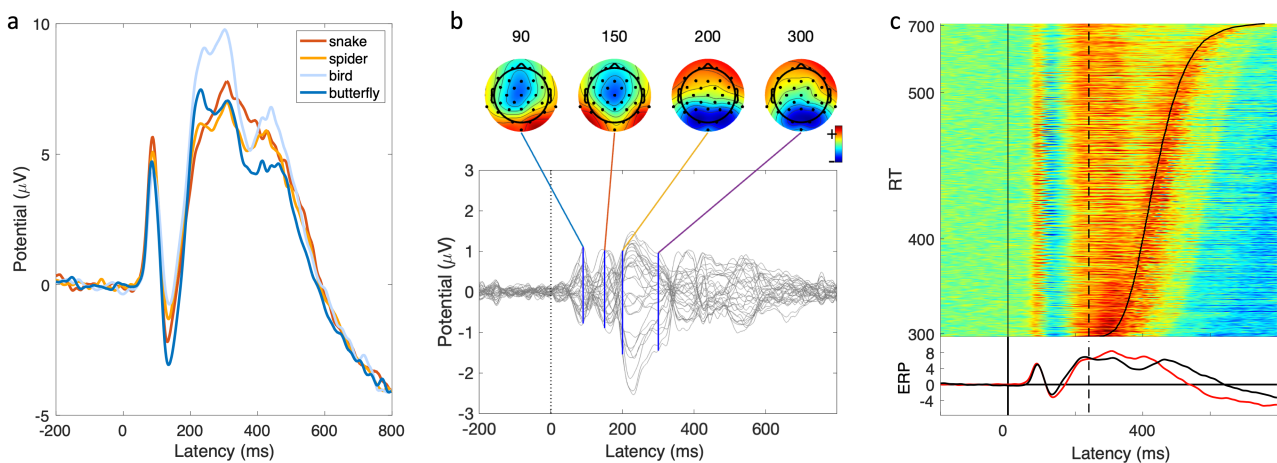 a
10
5
0
-5
Potential (μV)
snake
spider
bird
butterfly
-200
0
200
400
600
800
Latency (ms)
b
90
150
200
300
+
-
3
2
1
0
-1
-2
-3
Potential (μV)
-200
0
200
400
600
Latency (ms)
c
700
500
400
300
RT
8
4
0
-4
ERP
0
400
Latency (ms)